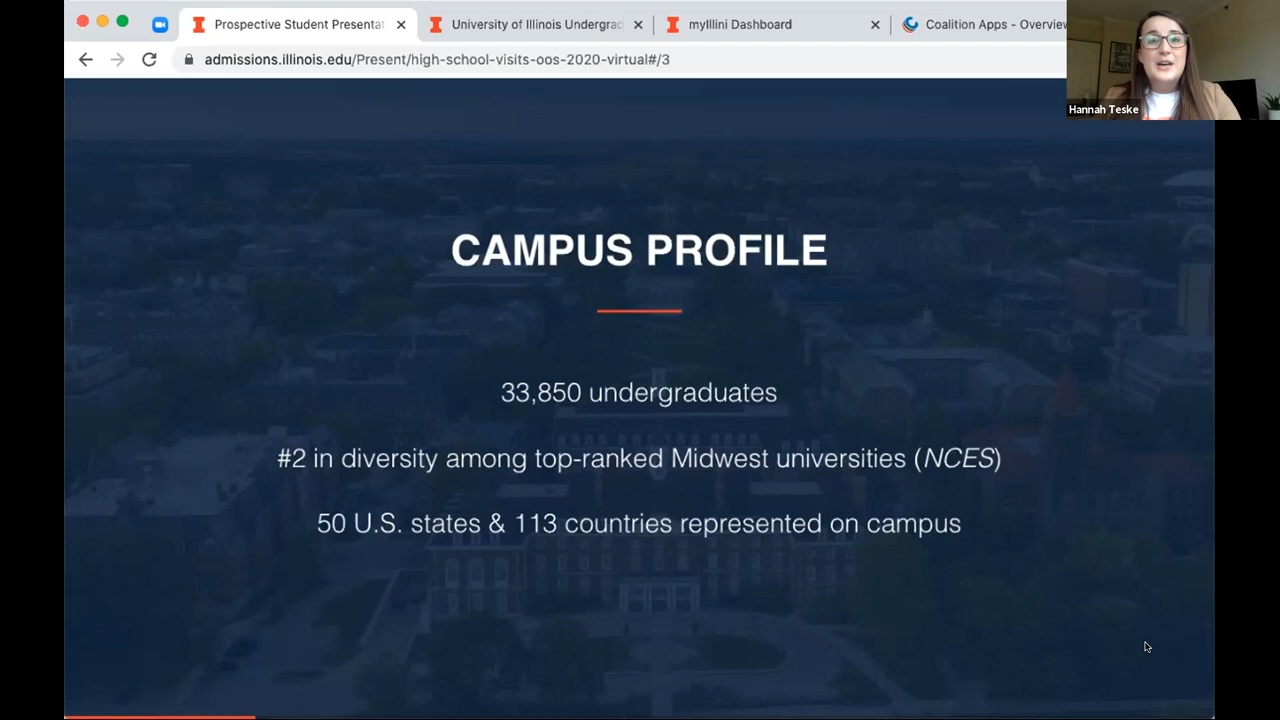 Prospective Student Presentat
University of Illinois Undergrad
myIllini Dashboard
Coalition Apps - Overview
admissions.illinois.edu/Present/high-school-visits-oos-2020-virtual#/3
Hannah Teske
CAMPUS PROFILE
33,850 undergraduates
#2 in diversity among top-ranked Midwest universities (NCES)
50 U.S. states & 113 countries represented on campus